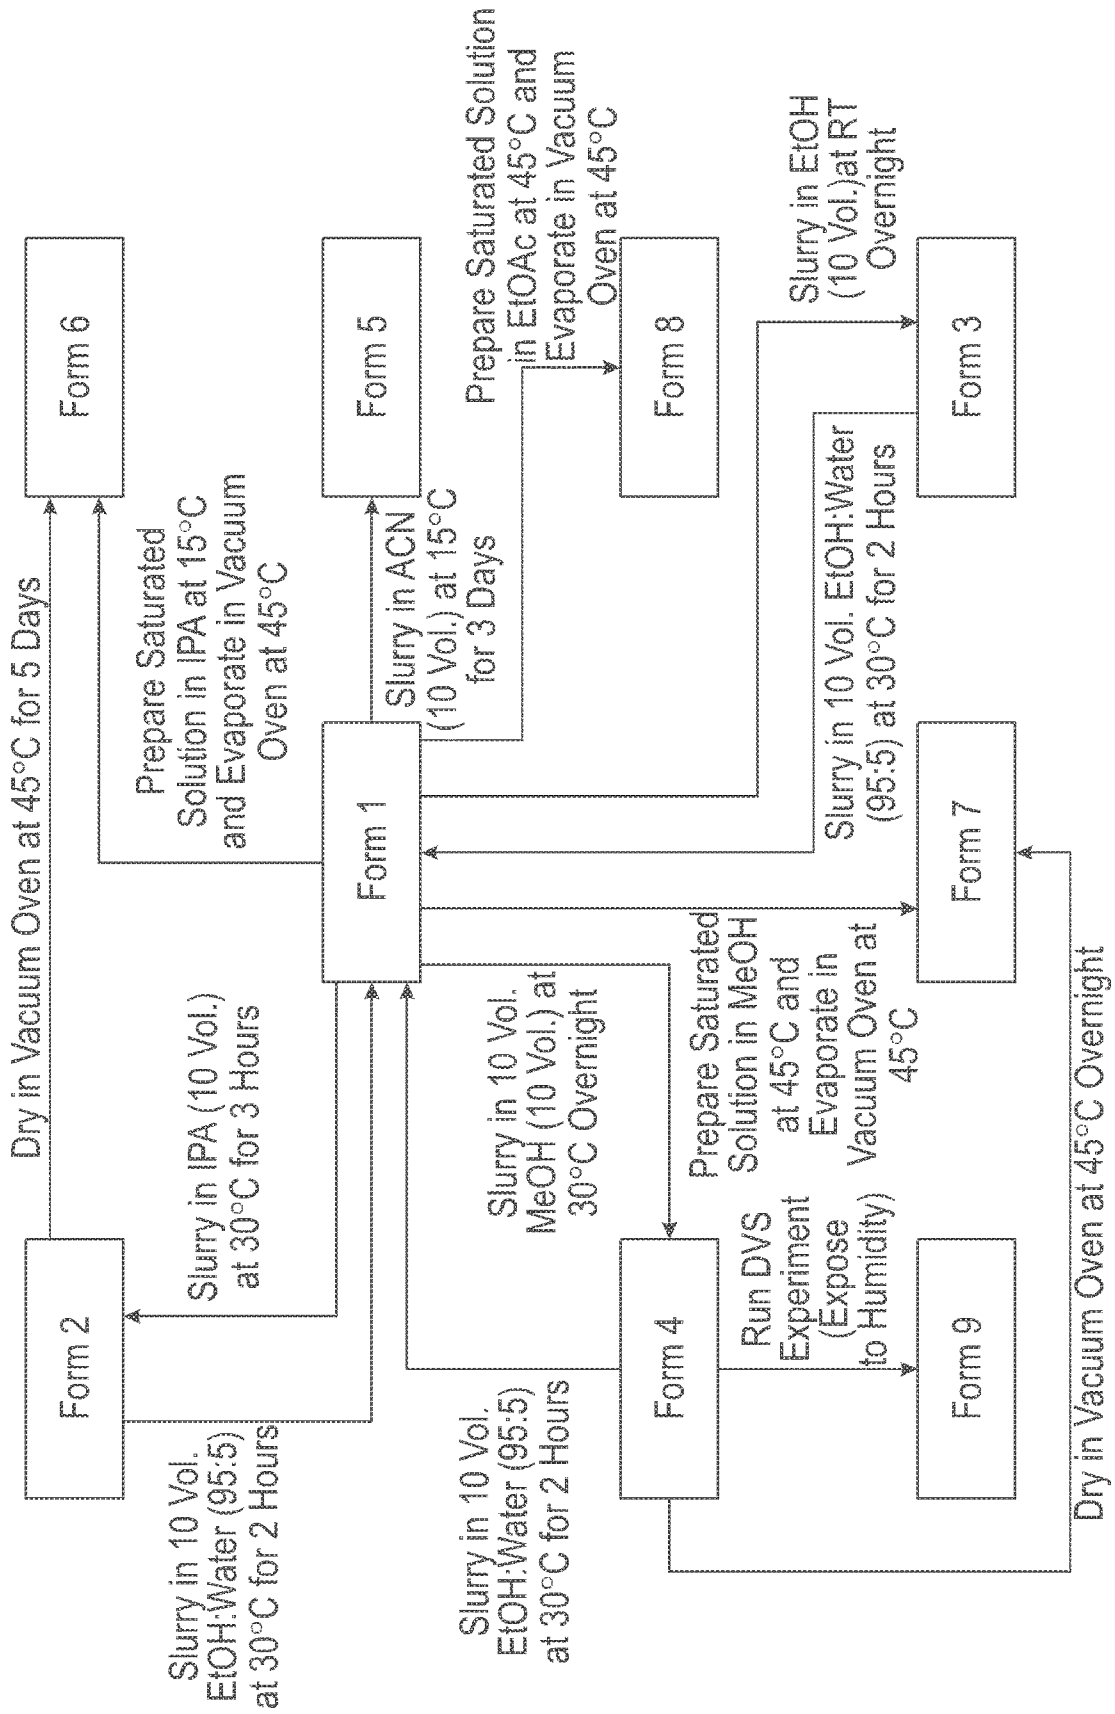 Dry in Vacuum Oven at 45°C for 5 Days
Form 2
Form 6
Slurry in 10 Vol.
EtOH:Water (95:5)
at 30°C for 2 Hours
Slurry in IPA (10 Vol.)
at 30°C for 3 Hours
Prepare Saturated
Solution in IPA at 15°C
and Evaporate in Vacuum
Oven at 45°C
Form 1
Form 5
Slurry in ACN
(10 Vol.) at 15°C
for 3 Days
Prepare Saturated Solution
in EtOAc at 45°C and
Evaporate in Vacuum
Oven at 45°C
Slurry in 10 Vol.
EtOH:Water (95:5)
at 30°C for 2 Hours
Slurry in 10 Vol.
MeOH (10 Vol.) at
30°C Overnight
Form 4
Form 8
Run DVS
Experiment
(Expose
to Humidity)
Prepare Saturated
Solution in MeOH
at 45°C and
Evaporate in
Vacuum Oven at
45°C
Slurry in 10 Vol. EtOH:Water
(95:5) at 30°C for 2 Hours
Slurry in EtOH
(10 Vol.)at RT
Overnight
Form 9
Form 7
Form 3
Dry in Vacuum Oven at 45°C Overnight